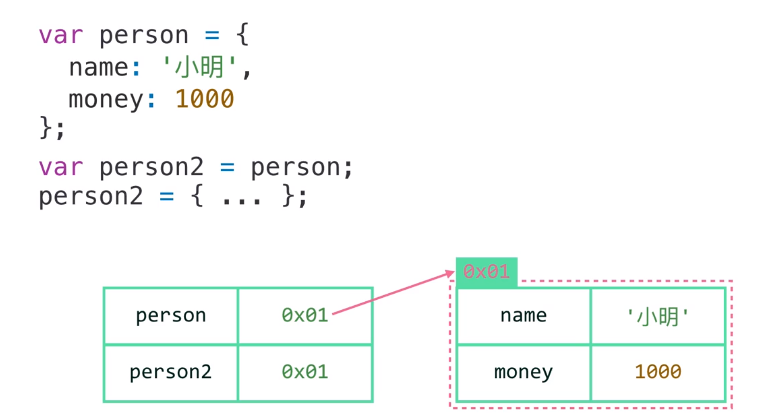 var person = {
  name: '小明',
  money: 1000
};
var person2 = person;
person2 = { ... };
0x01
person 0x01 name '小明'
person2 0x01 money 1000